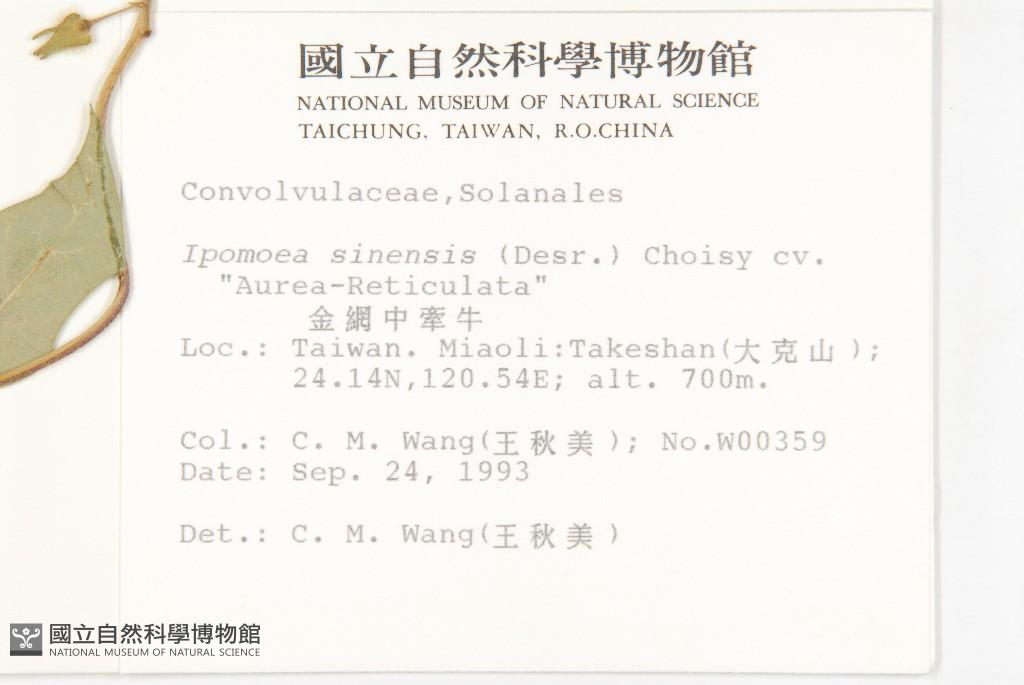 國立自然科學博物館
NATIONAL MUSEUM OF NATURAL SCIENCE
TAICHUNG, TAIWAN, R.O.CHINA
Convolvulaceae,Solanales
Ipomoea sinensis (Desr.) Choisy cv.
"Aurea-Reticulata"
金網中牽牛
Loc.: Taiwan. Miaoli:Takeshan(大克山);
24.14N,120.54E; alt. 700m.
Col.: C. M. Wang(王秋美); No.W00359
Date: Sep. 24, 1993
Det.: C. M. Wang(王秋美)
國立自然科學博物館
NATIONAL MUSEUM OF NATURAL SCIENCE